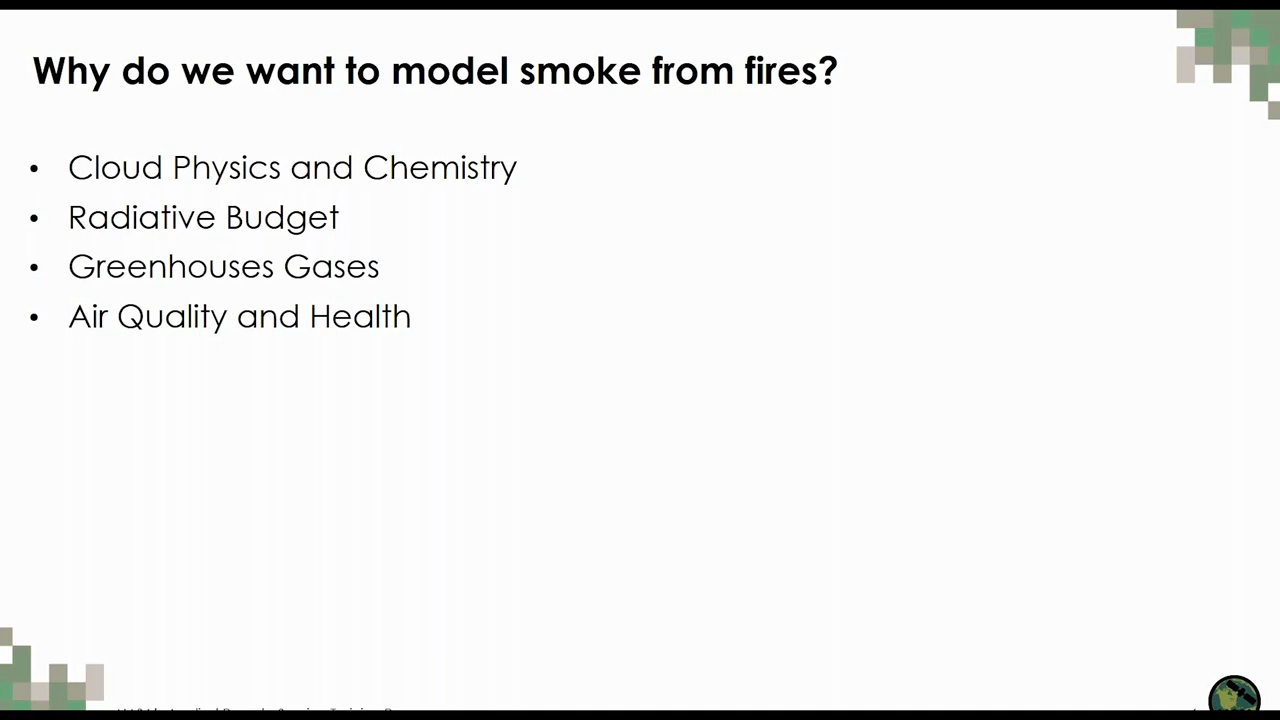 Why do we want to model smoke from fires?
• Cloud Physics and Chemistry
• Radiative Budget
• Greenhouses Gases
• Air Quality and Health